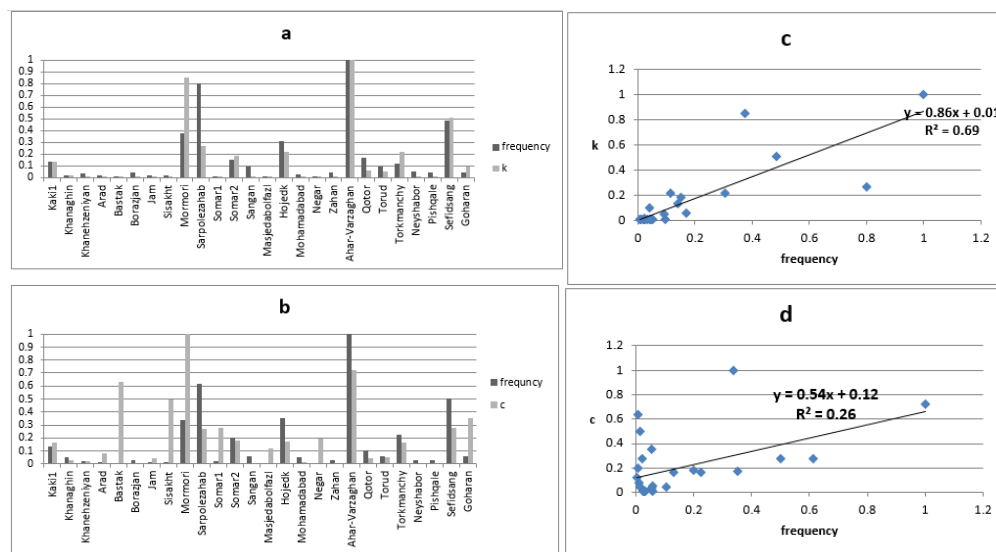 a
1
0.9
0.8
0.7
0.6
0.5
0.4
0.3
0.2
0.1
0
frequency
k
Kaki1
Khanaghin
Khanehzeniyan
Arad
Bastak
Borazjan
Jam
Sisakht
Mormori
Sarpolezahab
Somar1
Somar2
Sangan
Masjedabolfazl
Hojedk
Mohamadabad
Negar
Zahan
Ahar-Varzaghan
Qotor
Torud
Torkmanchy
Neyshabor
Pishqale
Sefidsang
Goharan
c
1.2
1
0.8
0.6
0.4
0.2
0
k
y = 0.86x + 0.01
R² = 0.69
0 0.2 0.4 0.6 0.8 1 1.2
frequency
b
1
0.9
0.8
0.7
0.6
0.5
0.4
0.3
0.2
0.1
0
frequncy
c
Kaki1
Khanaghin
Khanehzeniyan
Arad
Bastak
Borazjan
Jam
Sisakht
Mormori
Sarpolezahab
Somar1
Somar2
Sangan
Masjedabolfazl
Hojedk
Mohamadabad
Negar
Zahan
Ahar-Varzaghan
Qotor
Torud
Torkmanchy
Neyshabor
Pishqale
Sefidsang
Goharan
d
1.2
1
0.8
0.6
0.4
0.2
0
c
y = 0.54x + 0.12
R² = 0.26
0 0.2 0.4 0.6 0.8 1 1.2
frequency